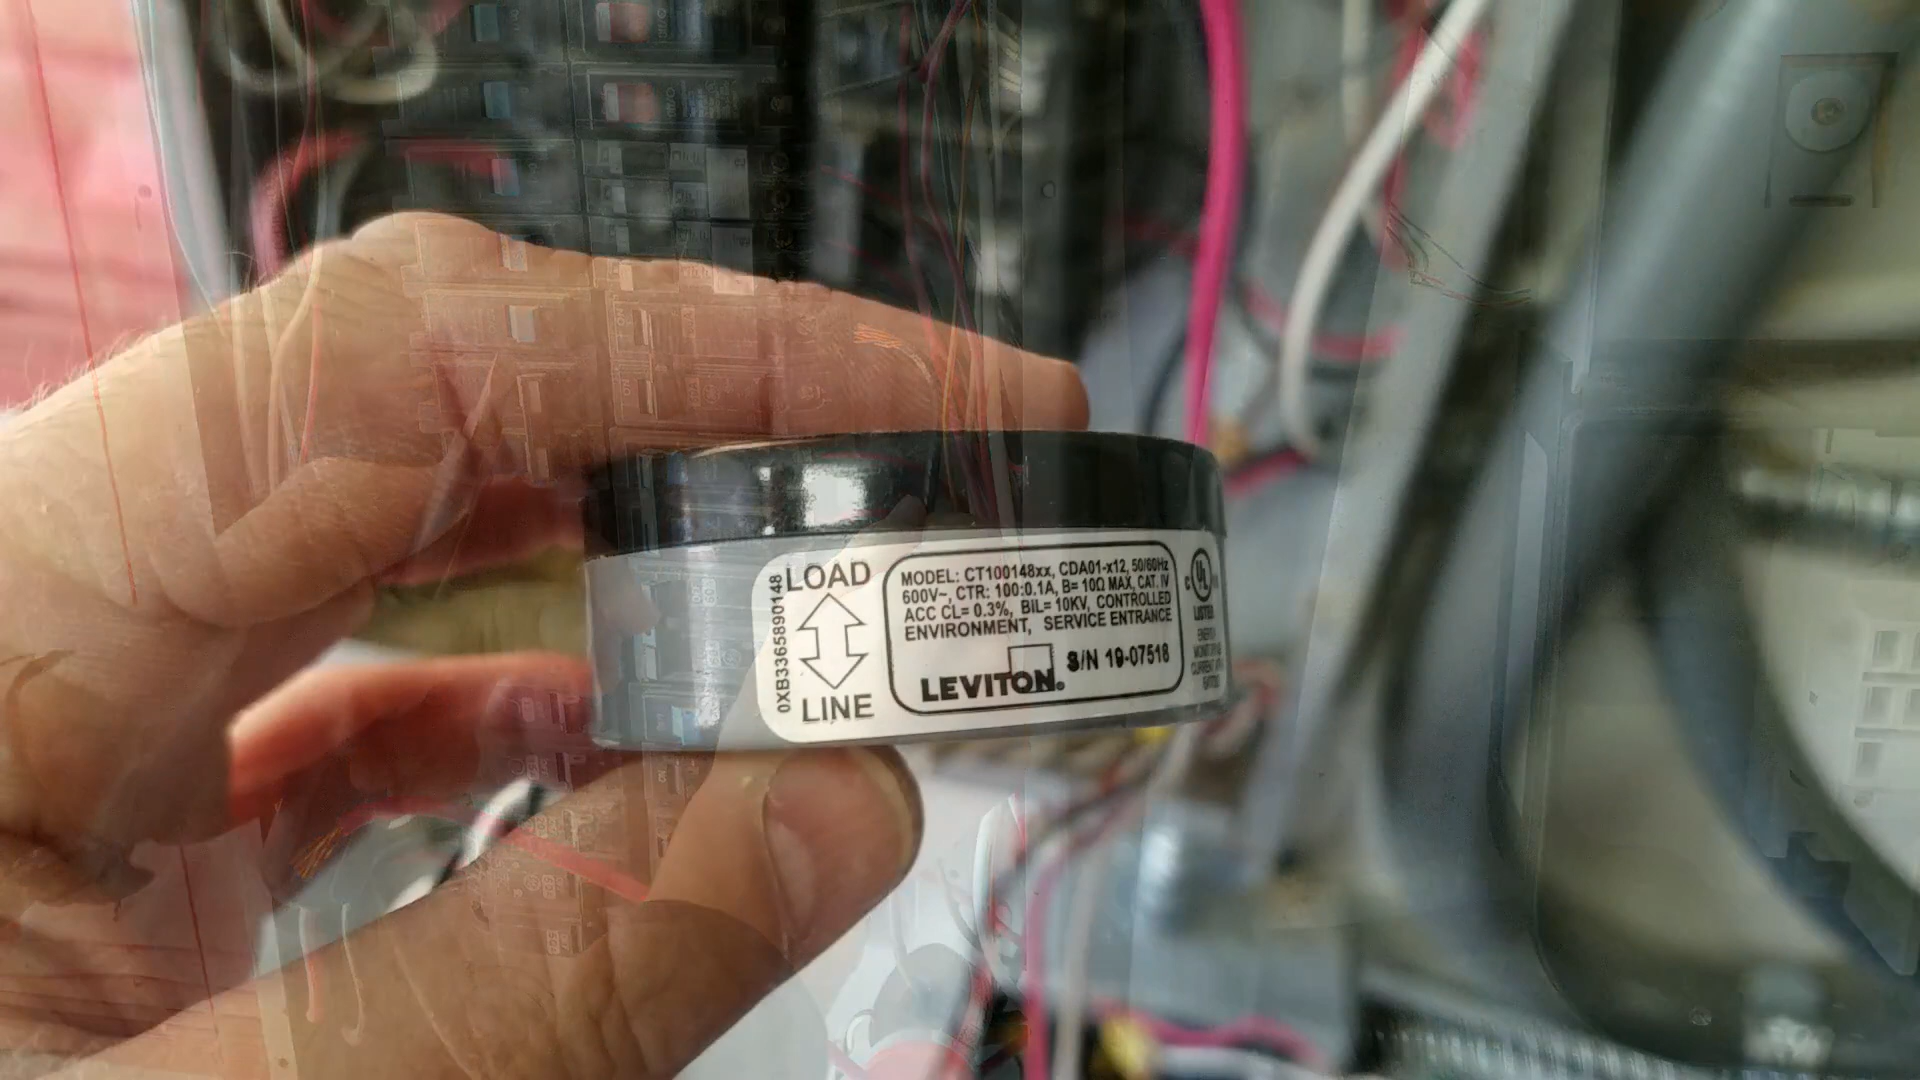 0XB3365890148
LOAD
LINE
MODEL: CT100148xx, CDA01-x12, 50/60Hz
600V~, CTR: 100:0.1A, B= 10Ω MAX, CAT. IV
ACC CL= 0.3%, BIL= 10KV, CONTROLLED
ENVIRONMENT, SERVICE ENTRANCE
LEVITON® S/N 19-07518
C UL
LISTED